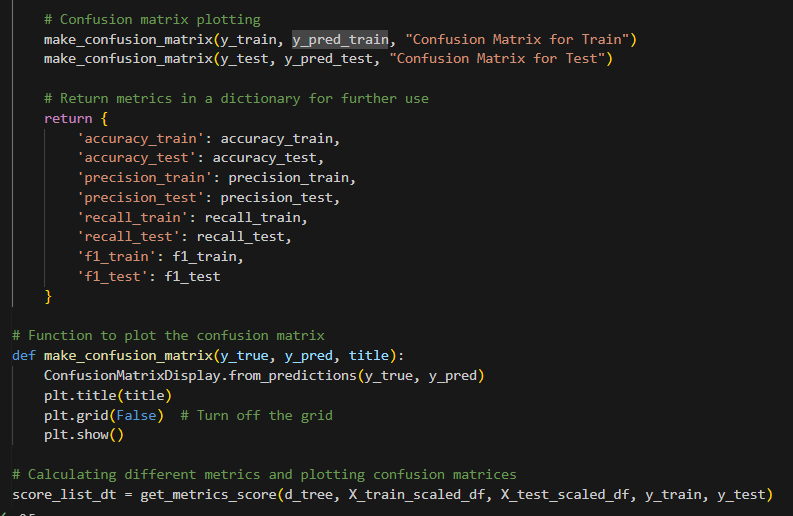 # Confusion matrix plotting
make_confusion_matrix(y_train, y_pred_train, "Confusion Matrix for Train")
make_confusion_matrix(y_test, y_pred_test, "Confusion Matrix for Test")
# Return metrics in a dictionary for further use
return {
'accuracy_train': accuracy_train,
'accuracy_test': accuracy_test,
'precision_train': precision_train,
'precision_test': precision_test,
'recall_train': recall_train,
'recall_test': recall_test,
'f1_train': f1_train,
'f1_test': f1_test
}
# Function to plot the confusion matrix
def make_confusion_matrix(y_true, y_pred, title):
ConfusionMatrixDisplay.from_predictions(y_true, y_pred)
plt.title(title)
plt.grid(False)  # Turn off the grid
plt.show()
# Calculating different metrics and plotting confusion matrices
score_list_dt = get_metrics_score(d_tree, X_train_scaled_df, X_test_scaled_df, y_train, y_test)